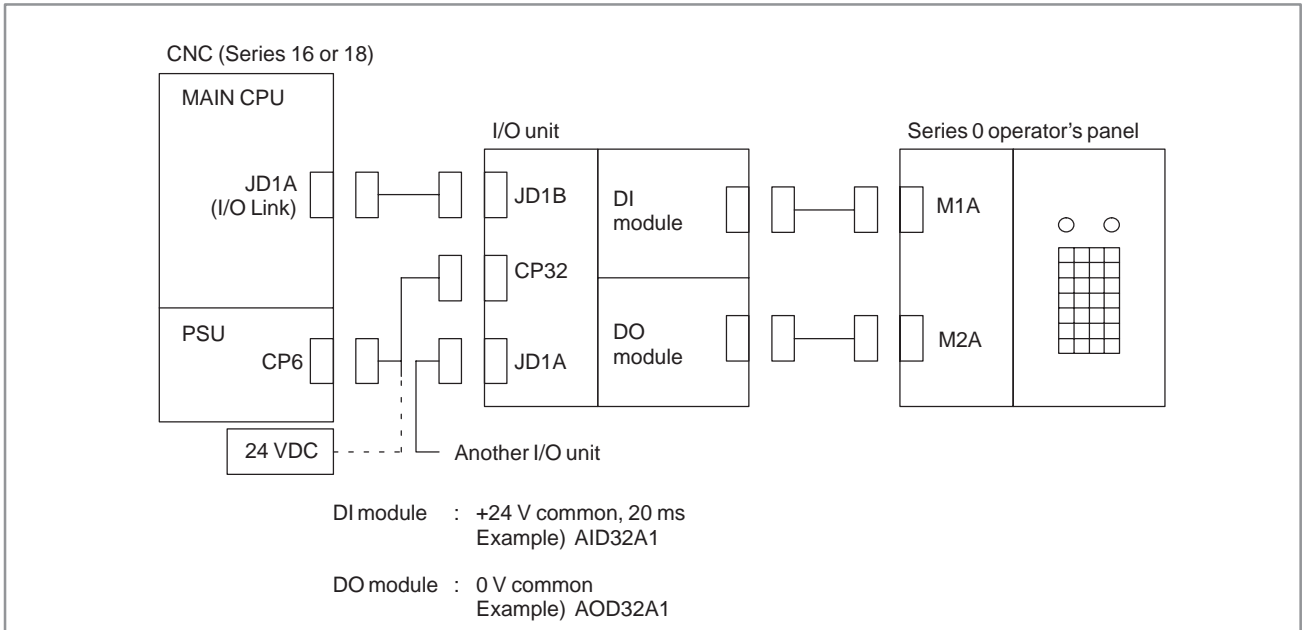 CNC (Series 16 or 18)
MAIN CPU
I/O unit
Series 0 operator's panel
JD1A
(I/O Link)
JD1B
DI
module
M1A
CP32
PSU
CP6
JD1A
DO
module
M2A
24 VDC
Another I/O unit
DI module : +24 V common, 20 ms
Example) AID32A1
DO module : 0 V common
Example) AOD32A1